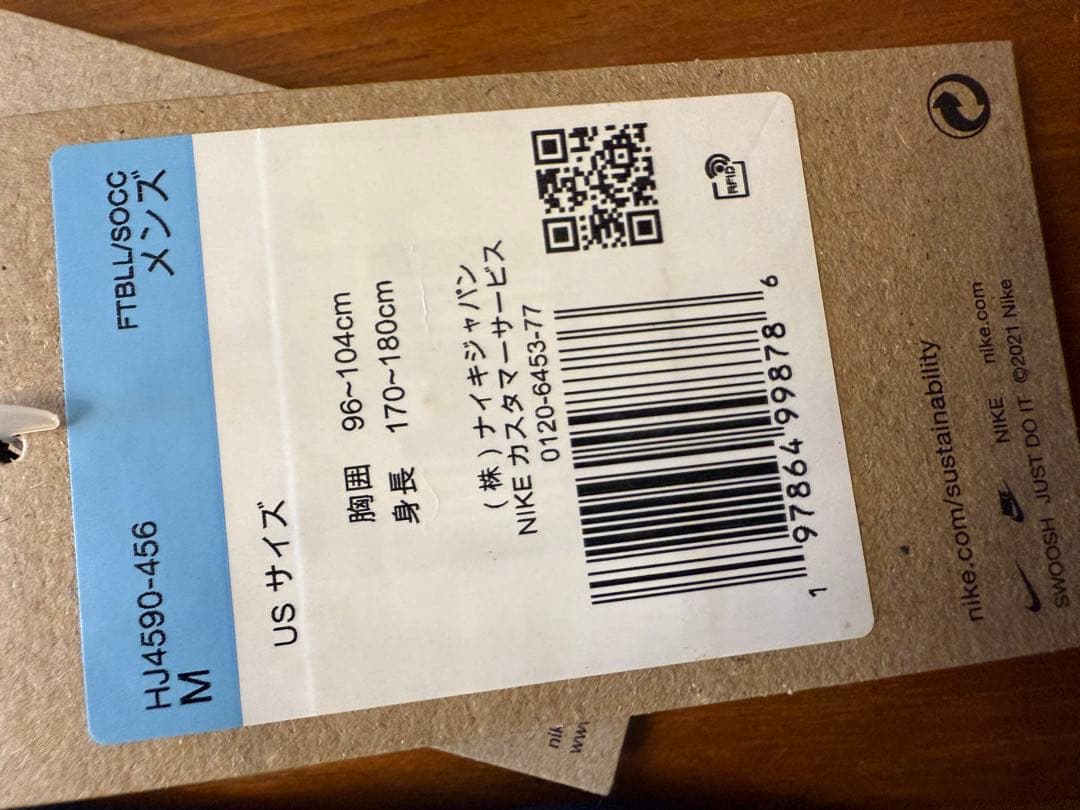 HJ4590-456
FTBLL/SOCC
M
メンズ
US サイズ
胸囲 96~104cm
身長 170~180cm
(株)ナイキジャパン
NIKE カスタマーサービス
0120-6453-77
1 97864 99878 6
RFID
nike.com/sustainability
NIKE nike.com
SWOOSH JUST DO IT ©2021 Nike